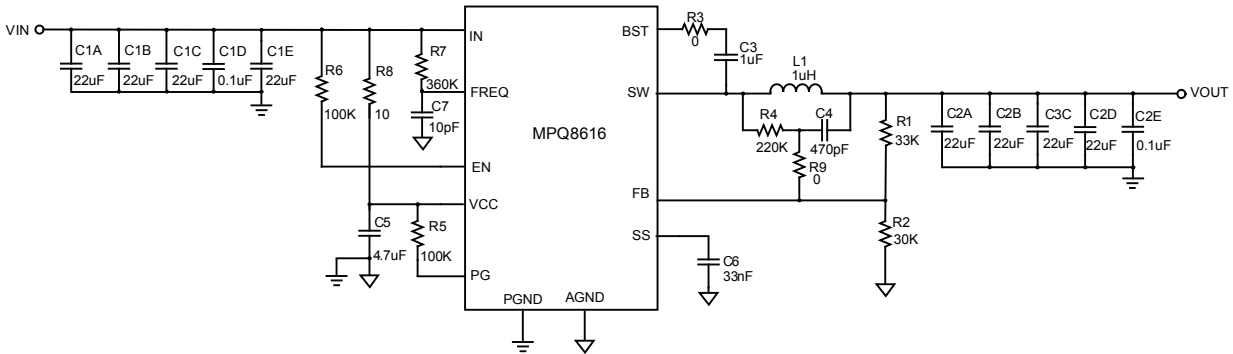 VIN
C1A
22uF
C1B
22uF
C1C
22uF
C1D
0.1uF
C1E
22uF
R6
100K
R8
10
R7
360K
C7
10pF
C5
4.7uF
R5
100K
IN
FREQ
EN
VCC
PG
MPQ8616
PGND
AGND
BST
SW
FB
SS
R3
0
C3
1uF
L1
1uH
R4
220K
C4
470pF
R9
0
R1
33K
R2
30K
C6
33nF
C2A
22uF
C2B
22uF
C3C
22uF
C2D
22uF
C2E
0.1uF
VOUT